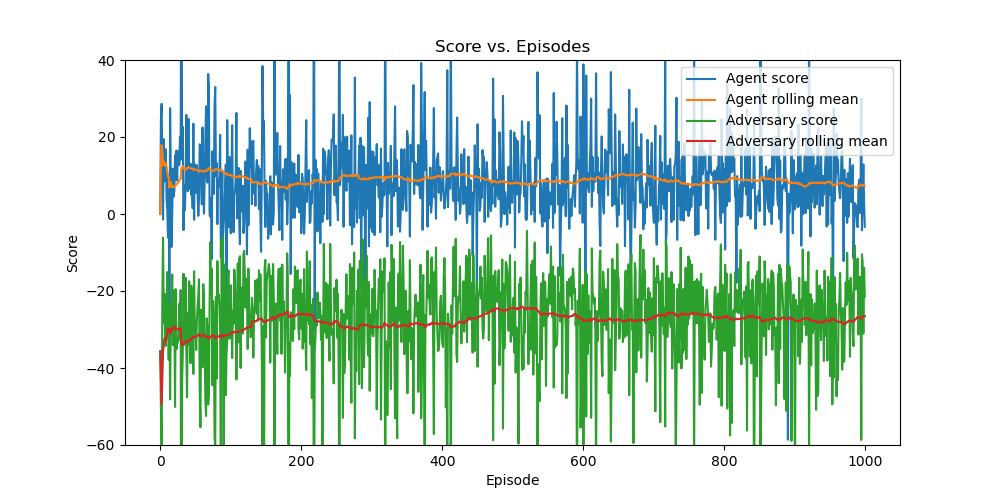 Score vs. Episodes
40
20
0
−20
−40
−60
Score
Agent score
Agent rolling mean
Adversary score
Adversary rolling mean
0
200
400
600
800
1000
Episode